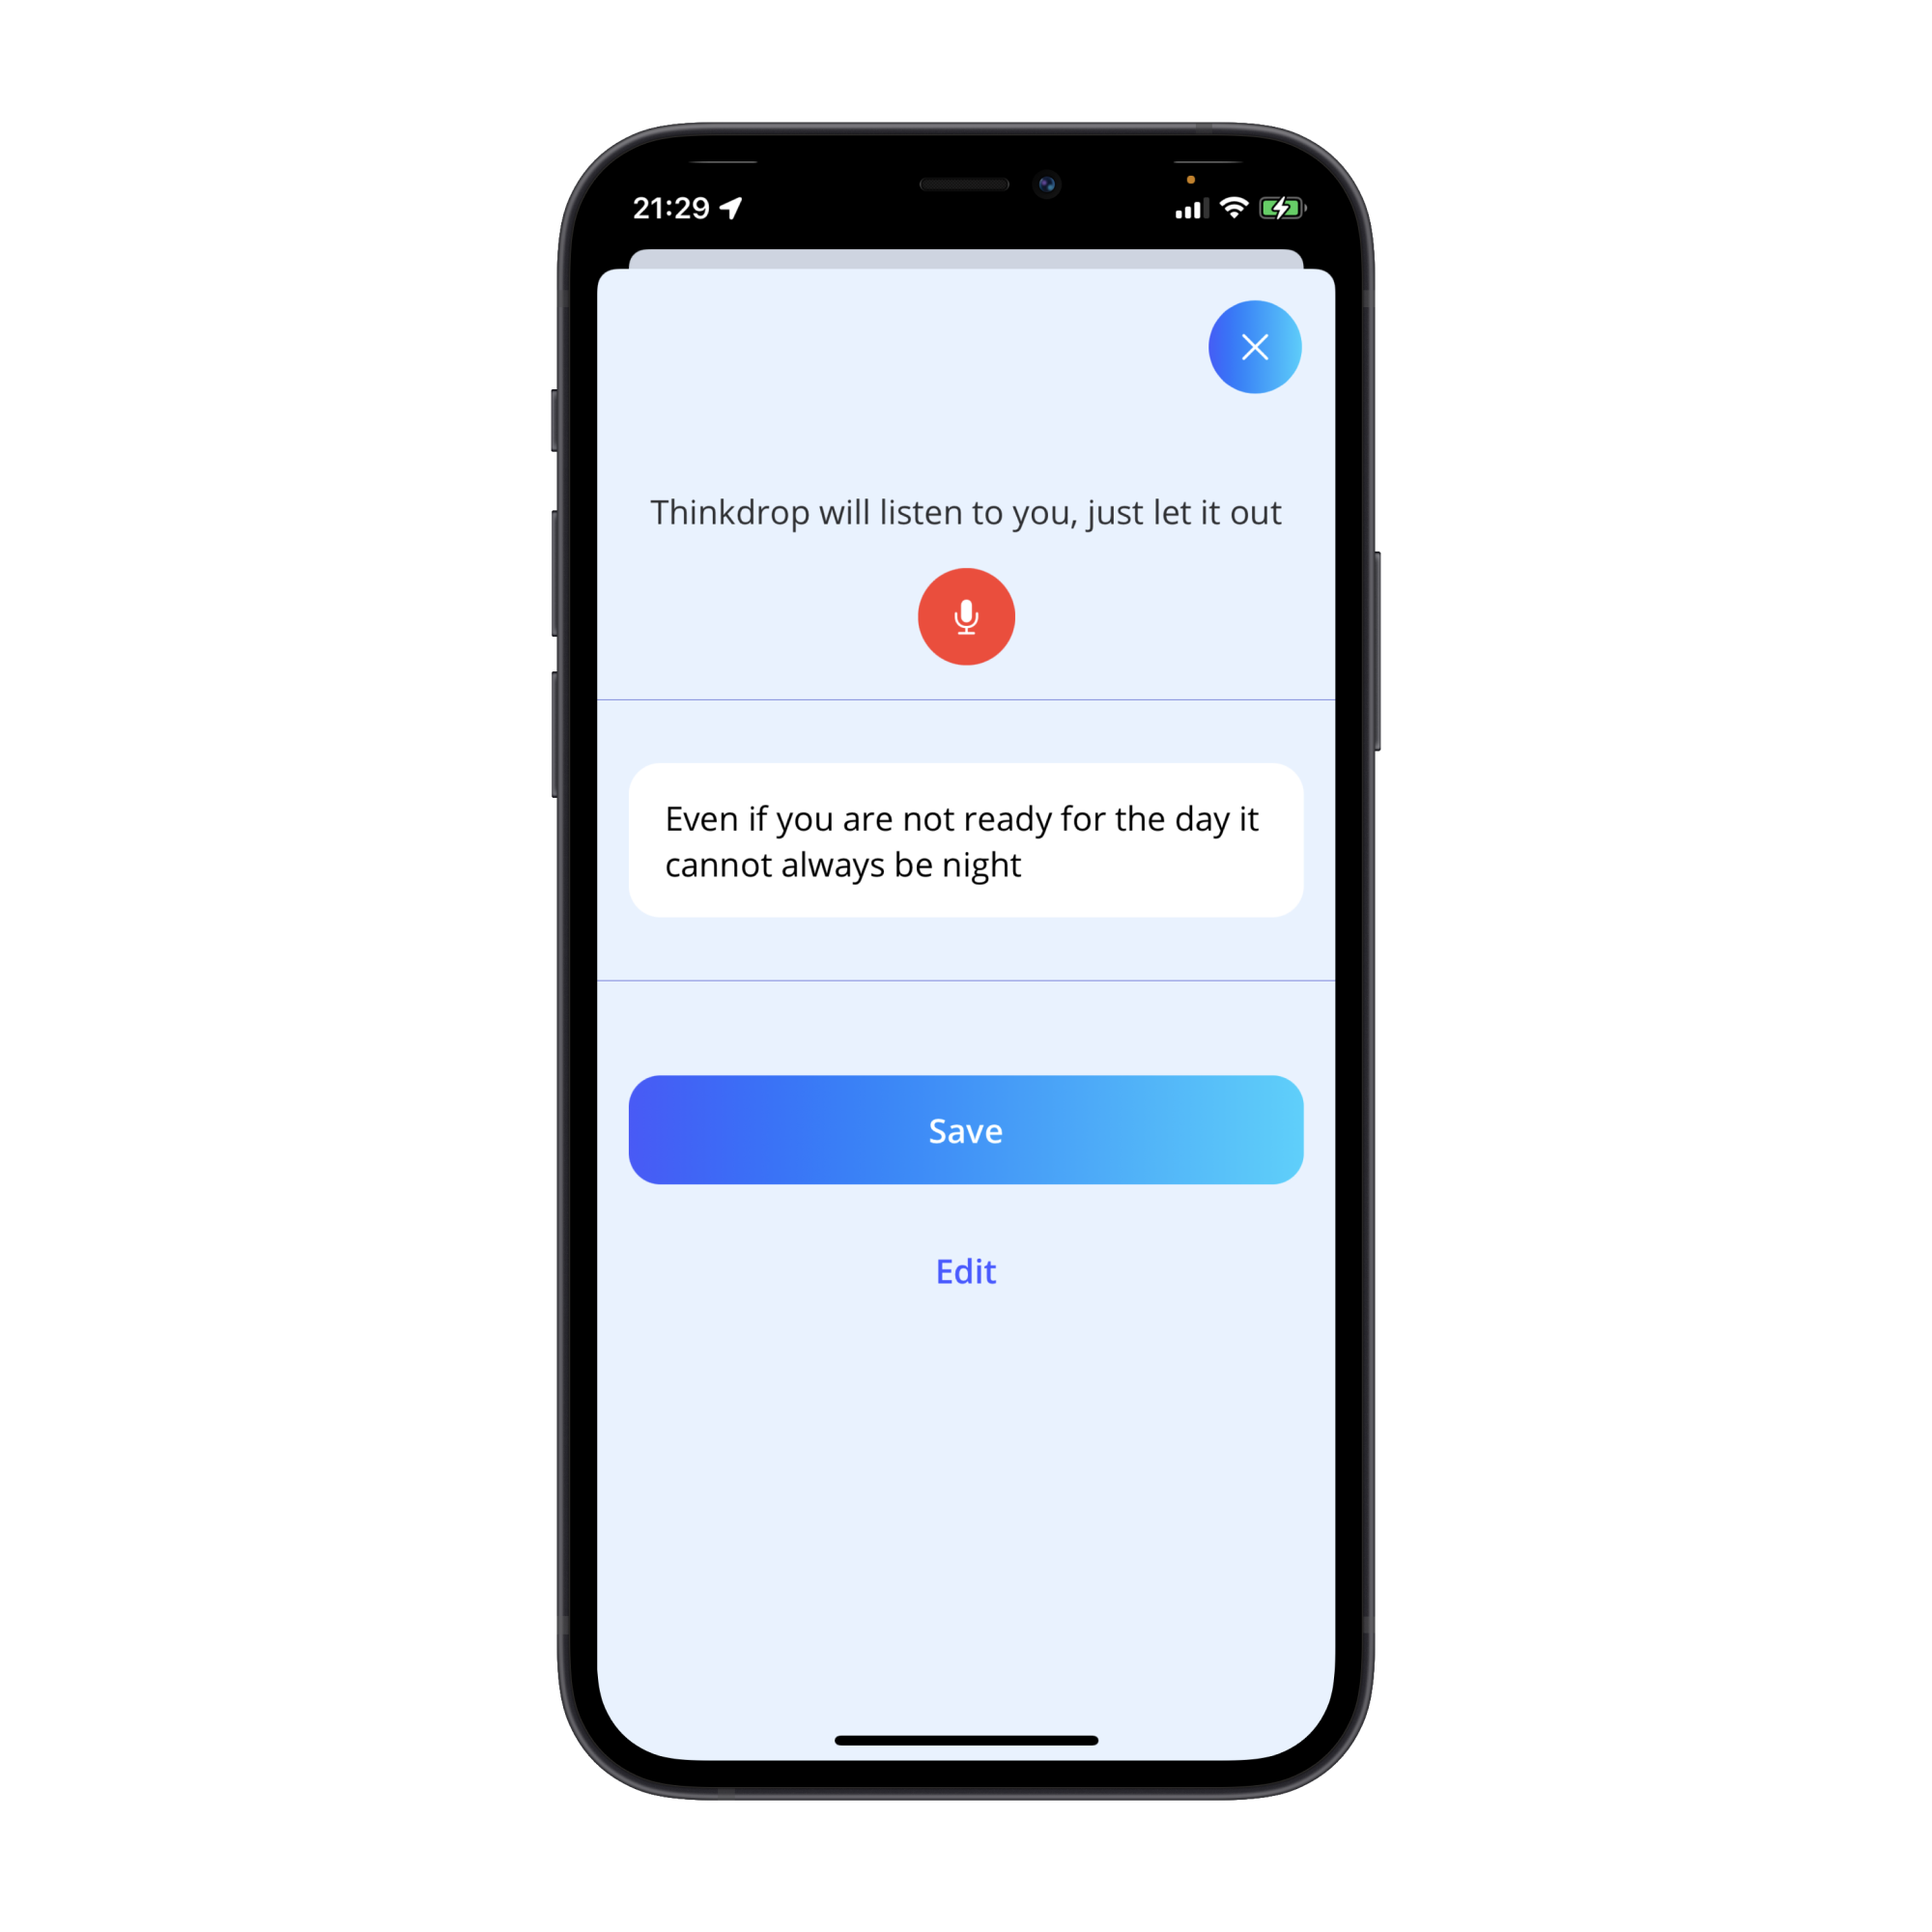 21:29
Thinkdrop will listen to you, just let it out
Even if you are not ready for the day it
cannot always be night
Save
Edit